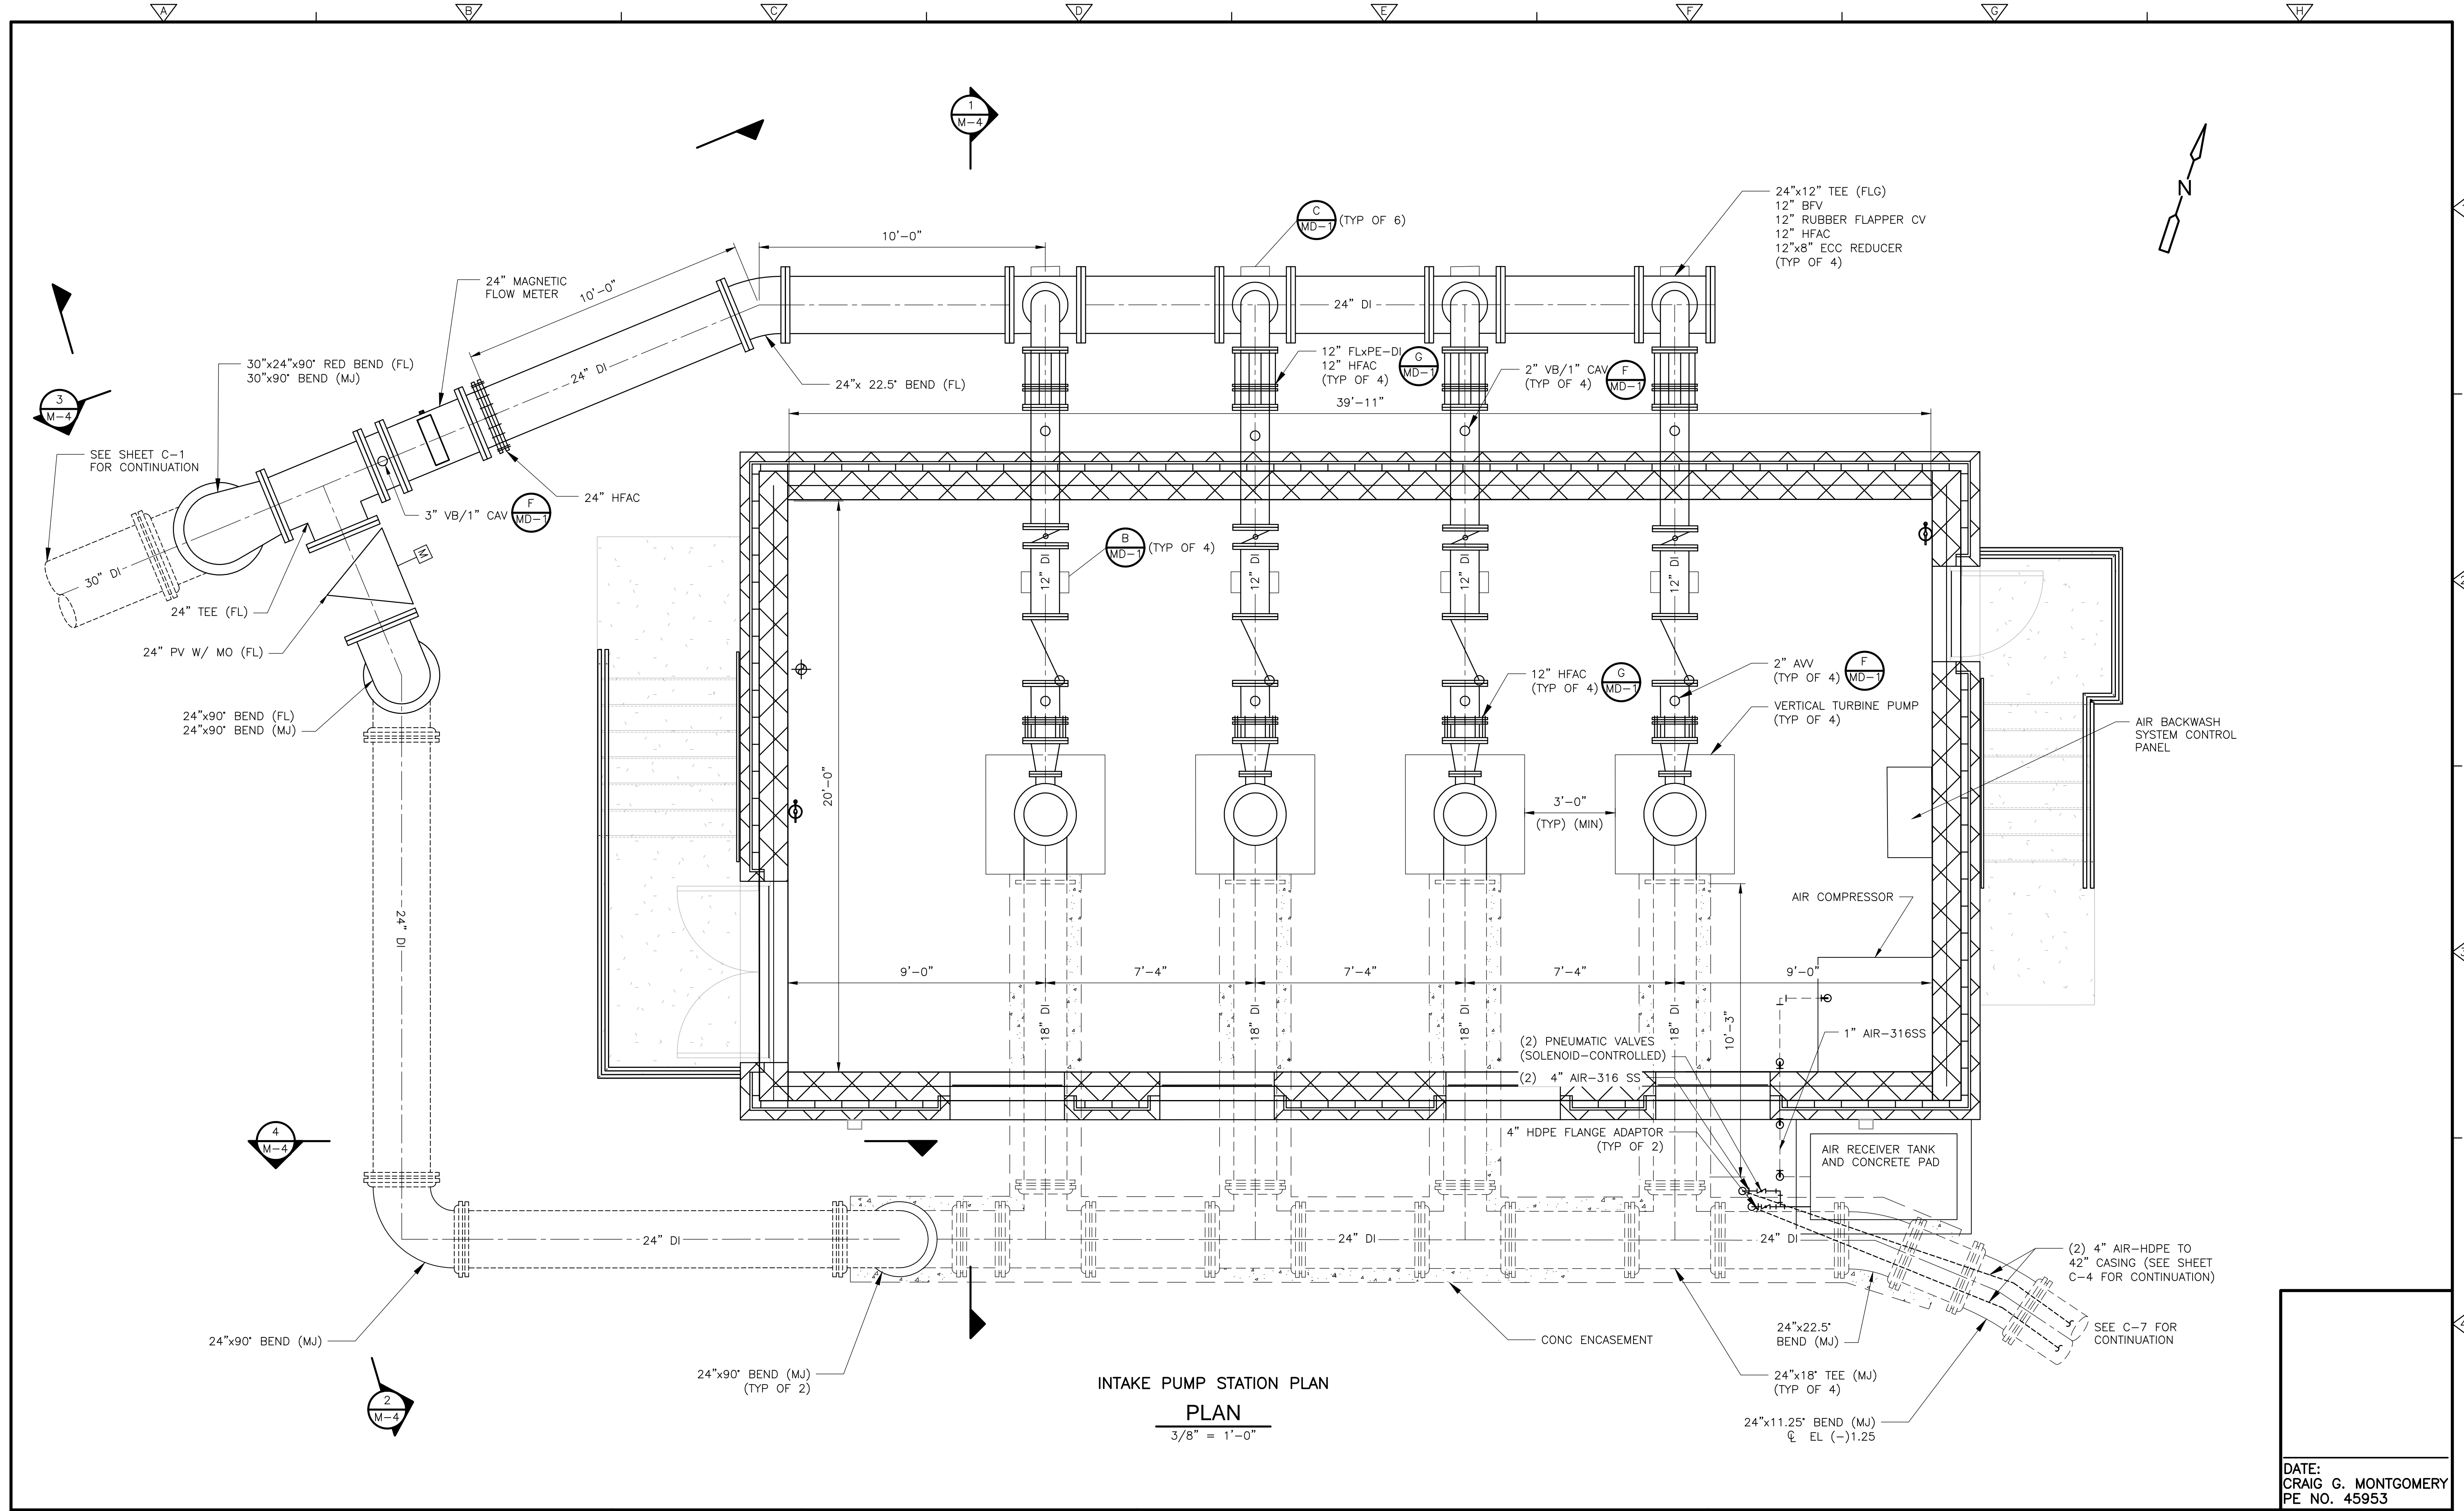 A
B
C
D
E
F
G
H
1
M-4
N
C
MD-1
(TYP OF 6)
24"x12" TEE (FLG)
12" BFV
12" RUBBER FLAPPER CV
12" HFAC
12"x8" ECC REDUCER
(TYP OF 4)
10'-0"
24" MAGNETIC
FLOW METER
10'-0"
24" DI
24" DI
30"x24"x90° RED BEND (FL)
30"x90° BEND (MJ)
24"x 22.5° BEND (FL)
12" FLxPE-DI
12" HFAC
(TYP OF 4)
G
MD-1
2" VB/1" CAV
(TYP OF 4)
F
MD-1
39'-11"
3
M-4
SEE SHEET C-1
FOR CONTINUATION
24" HFAC
3" VB/1" CAV
F
MD-1
M
B
MD-1
(TYP OF 4)
12" DI
12" DI
12" DI
12" DI
30" DI
24" TEE (FL)
24" PV W/ MO (FL)
24"x90° BEND (FL)
24"x90° BEND (MJ)
12" HFAC
(TYP OF 4)
G
MD-1
2" AVV
(TYP OF 4)
F
MD-1
VERTICAL TURBINE PUMP
(TYP OF 4)
AIR BACKWASH
SYSTEM CONTROL
PANEL
20'-0"
3'-0"
(TYP) (MIN)
AIR COMPRESSOR
24" DI
9'-0"
7'-4"
7'-4"
7'-4"
9'-0"
18" DI
18" DI
18" DI
18" DI
10'-3"
1" AIR-316SS
(2) PNEUMATIC VALVES
(SOLENOID-CONTROLLED)
(2) 4" AIR-316 SS
4" HDPE FLANGE ADAPTOR
(TYP OF 2)
AIR RECEIVER TANK
AND CONCRETE PAD
4
M-4
24" DI
24" DI
24" DI
(2) 4" AIR-HDPE TO
42" CASING (SEE SHEET
C-4 FOR CONTINUATION)
24"x90° BEND (MJ)
CONC ENCASEMENT
24"x22.5°
BEND (MJ)
SEE C-7 FOR
CONTINUATION
24"x90° BEND (MJ)
(TYP OF 2)
24"x18" TEE (MJ)
(TYP OF 4)
2
M-4
24"x11.25° BEND (MJ)
℄ EL (-)1.25
INTAKE PUMP STATION PLAN
PLAN
3/8" = 1'-0"
DATE:
CRAIG G. MONTGOMERY
PE NO. 45953